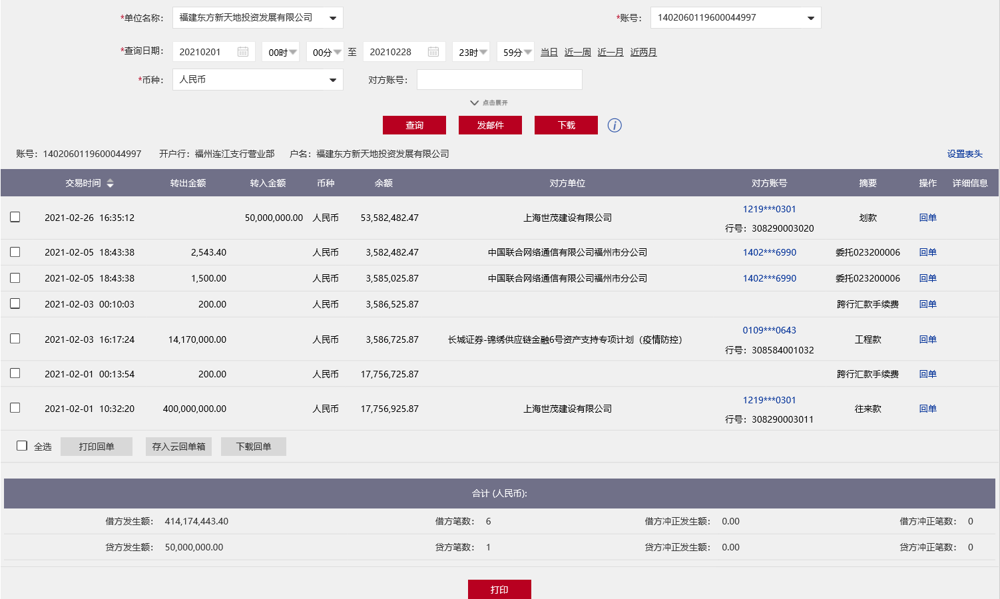 *单位名称： 福建东方新天地投资发展有限公司 *账号： 1402060119600044997
*查询日期： 20210201 00时 00分 至 20210228 23时 59分 当日 近一周 近一月 近两月
*币种： 人民币 对方账号：
点击展开
查询 发邮件 下载 i
账号：1402060119600044997 开户行：福州连江支行营业部 户名：福建东方新天地投资发展有限公司 设置表头
交易时间 转出金额 转入金额 币种 余额 对方单位 对方账号 摘要 操作 详细信息
2021-02-26 16:35:12 50,000,000.00 人民币 53,582,482.47 上海世茂建设有限公司 1219***0301 划款 回单
行号：308290003020
2021-02-05 18:43:38 2,543.40 人民币 3,582,482.47 中国联合网络通信有限公司福州市分公司 1402***6990 委托023200006 回单
2021-02-05 18:43:38 1,500.00 人民币 3,585,025.87 中国联合网络通信有限公司福州市分公司 1402***6990 委托023200006 回单
2021-02-03 00:10:03 200.00 人民币 3,586,525.87 跨行汇款手续费 回单
2021-02-03 16:17:24 14,170,000.00 人民币 3,586,725.87 长城证券-锦绣供应链金融6号资产支持专项计划（疫情防控） 0109***0643 工程款 回单
行号：308584001032
2021-02-01 00:13:54 200.00 人民币 17,756,725.87 跨行汇款手续费 回单
2021-02-01 10:32:20 400,000,000.00 人民币 17,756,925.87 上海世茂建设有限公司 1219***0301 往来款 回单
行号：308290003011
全选 打印回单 存入云回单箱 下载回单
合计 (人民币):
借方发生额： 414,174,443.40 借方笔数： 6 借方冲正发生额： 0.00 借方冲正笔数： 0
贷方发生额： 50,000,000.00 贷方笔数： 1 贷方冲正发生额： 0.00 贷方冲正笔数： 0
打印